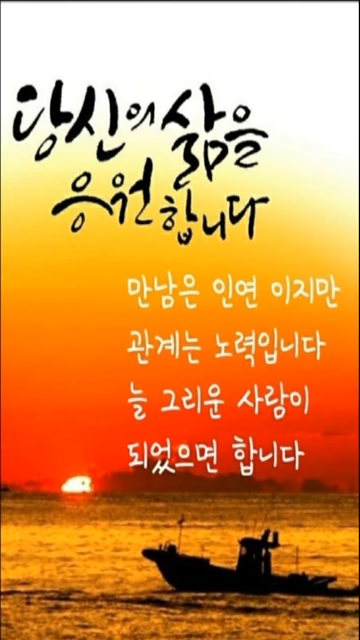 당신의 삶을
응원합니다
만남은 인연 이지만
관계는 노력입니다
늘 그리운 사람이
되었으면 합니다